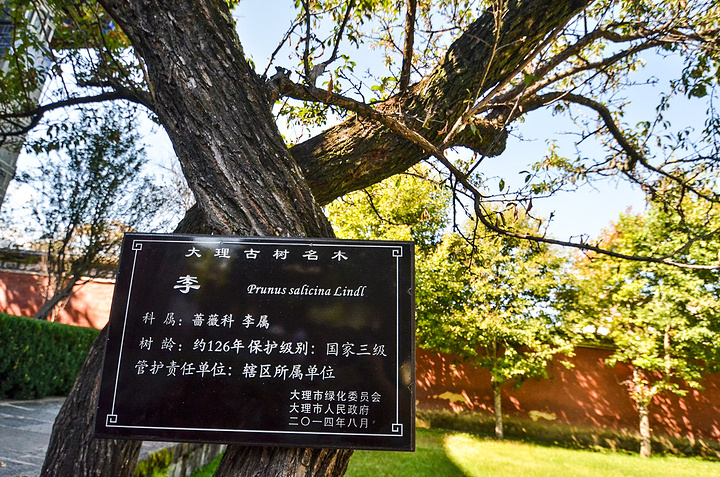 大理古树名木
李 Prunus salicina Lindl
科 属：蔷薇科 李属
树 龄：约126年 保护级别：国家三级
管护责任单位：辖区所属单位
大理市绿化委员会
大理市人民政府
二〇一四年八月